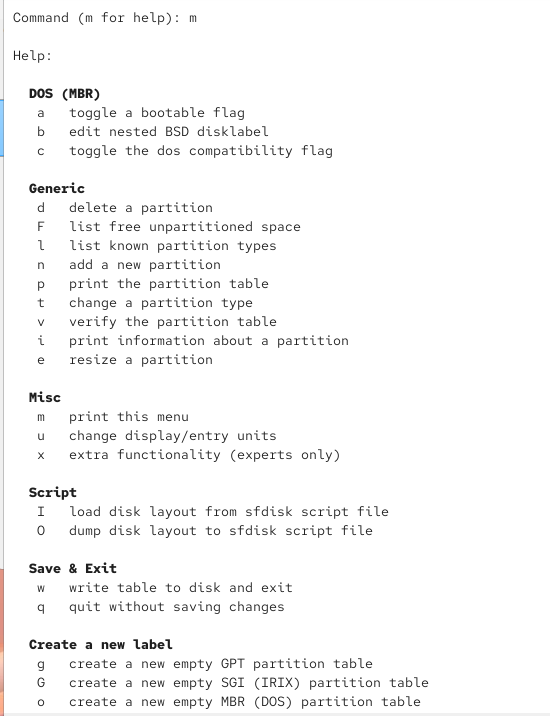 Command (m for help): m
Help:
DOS (MBR)
a   toggle a bootable flag
b   edit nested BSD disklabel
c   toggle the dos compatibility flag
Generic
d   delete a partition
F   list free unpartitioned space
l   list known partition types
n   add a new partition
p   print the partition table
t   change a partition type
v   verify the partition table
i   print information about a partition
e   resize a partition
Misc
m   print this menu
u   change display/entry units
x   extra functionality (experts only)
Script
I   load disk layout from sfdisk script file
O   dump disk layout to sfdisk script file
Save & Exit
w   write table to disk and exit
q   quit without saving changes
Create a new label
g   create a new empty GPT partition table
G   create a new empty SGI (IRIX) partition table
o   create a new empty MBR (DOS) partition table